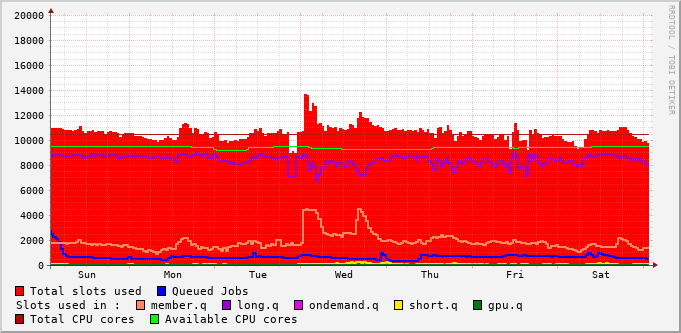 20000
18000
16000
14000
12000
10000
8000
6000
4000
2000
0
Sun Mon Tue Wed Thu Fri Sat
RRDTOOL / TOBI OETIKER
Total slots used Queued Jobs
Slots used in : member.q long.q ondemand.q short.q gpu.q
Total CPU cores Available CPU cores